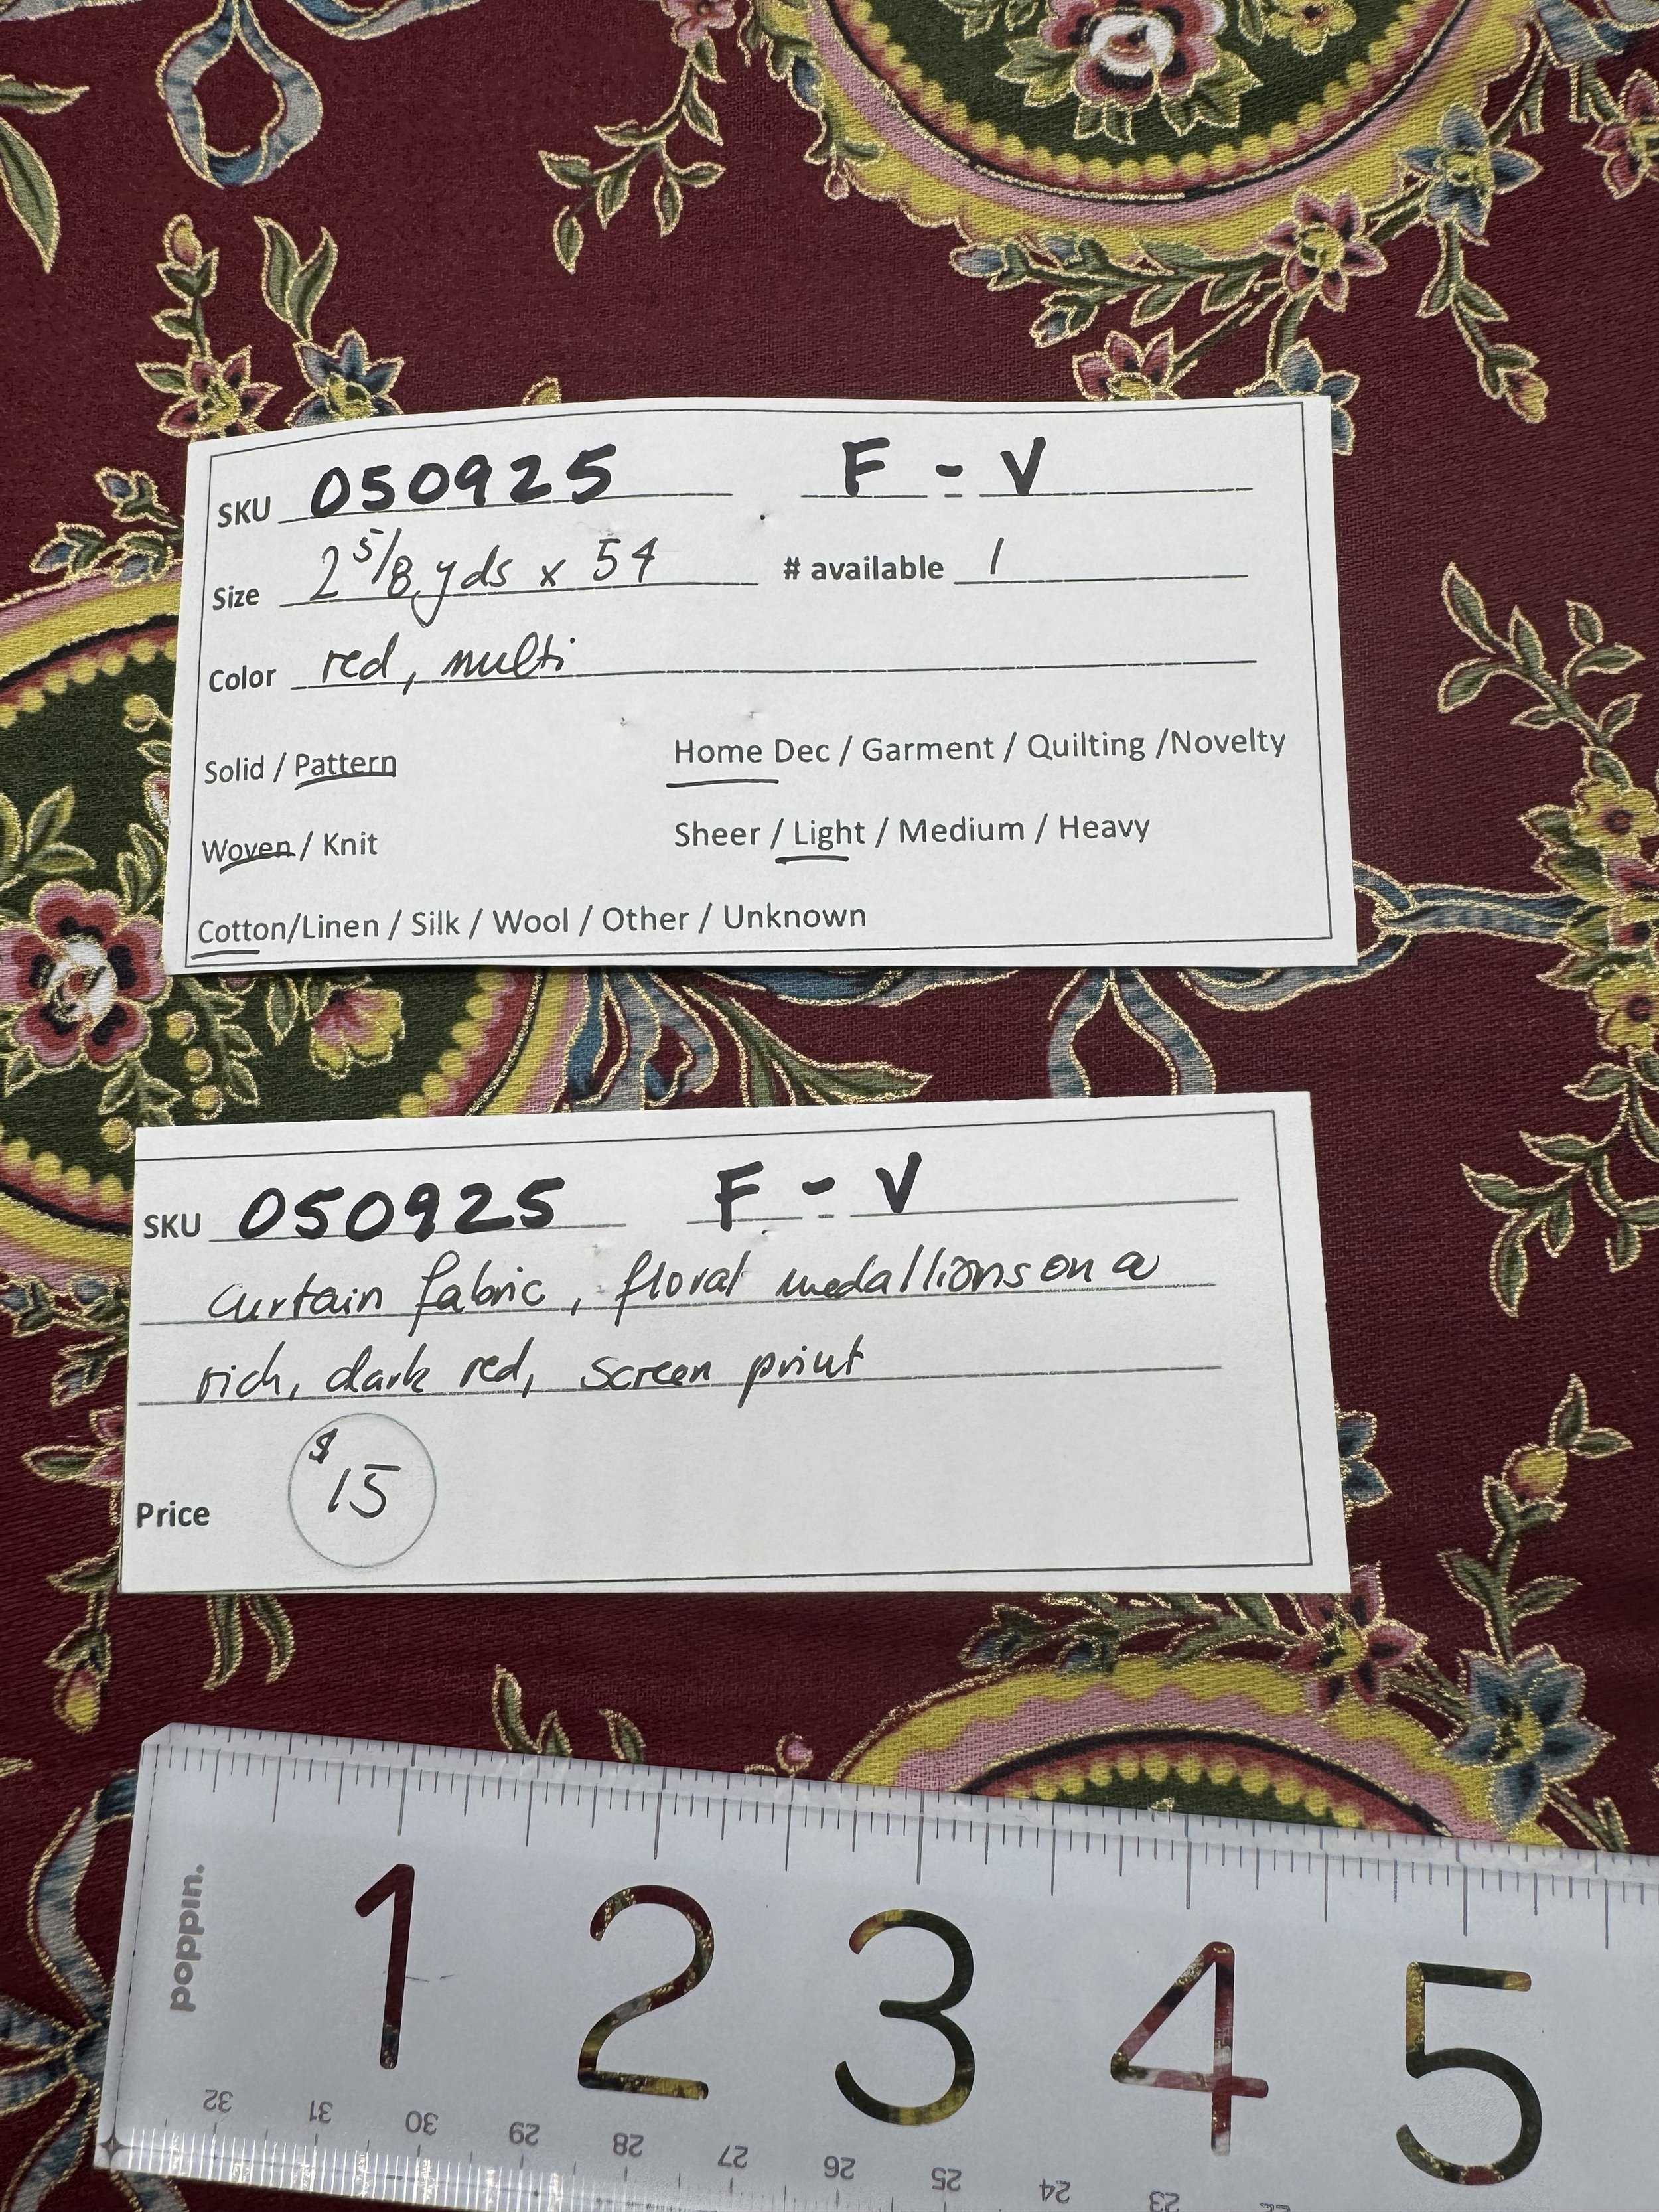 SKU 050925 F - V
Size 2 5/8 yds x 54 # available 1
Color red, multi
Solid / Pattern Home Dec / Garment / Quilting /Novelty
Woven / Knit Sheer / Light / Medium / Heavy
Cotton/Linen / Silk / Wool / Other / Unknown
SKU 050925 F - V
curtain fabric, floral medallions on a
rich, dark red, screen print
Price $15
poppin.
1 2 3 4 5
32 31 30 29 28 27 26 25 24 23